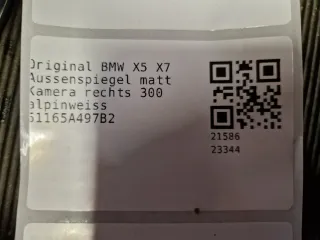 Original BMW X5 X7
Aussenspiegel matt
Kamera rechts 300
alpinweiss
51165A497B2
21586
23344